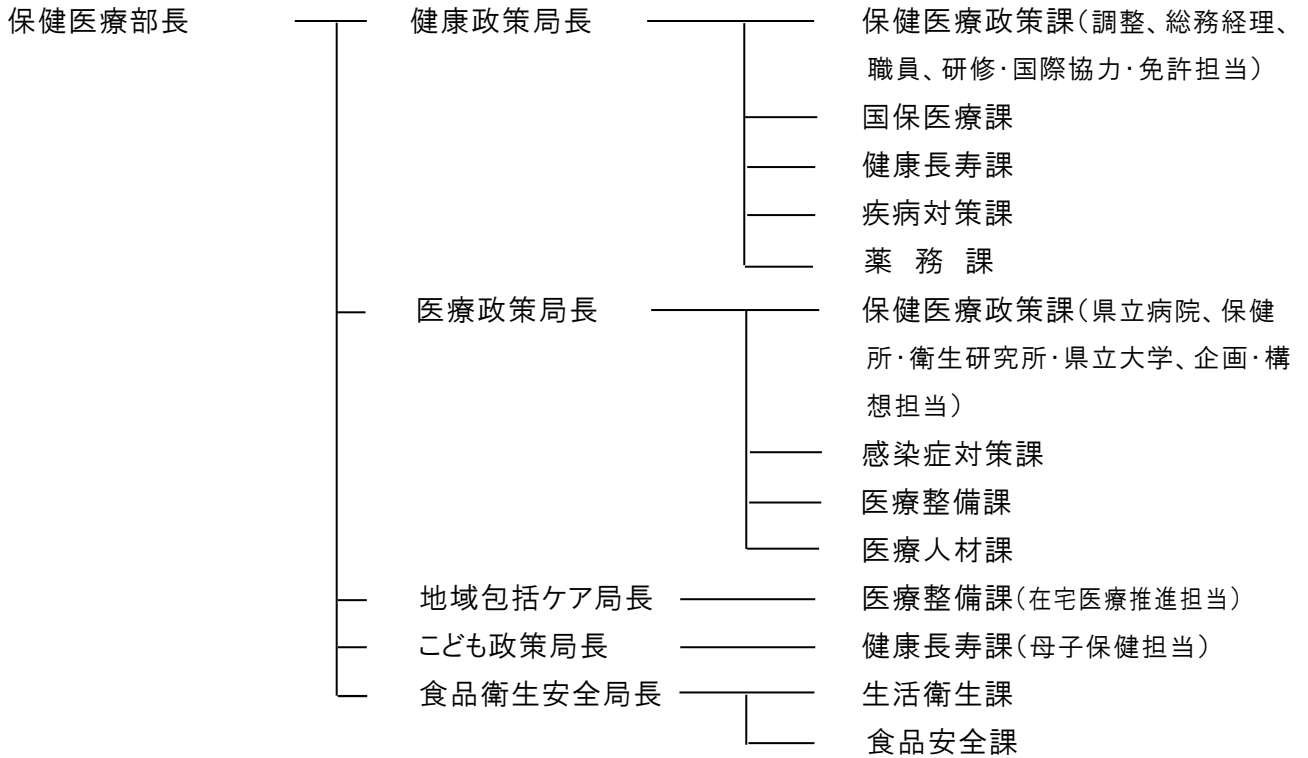 保健医療部長 健康政策局長 保健医療政策課(調整、総務経理、
職員、研修・国際協力・免許担当)
国保医療課
健康長寿課
疾病対策課
薬 務 課
医療政策局長 保健医療政策課(県立病院、保健
所・衛生研究所・県立大学、企画・構
想担当)
感染症対策課
医療整備課
医療人材課
地域包括ケア局長 医療整備課(在宅医療推進担当)
こども政策局長 健康長寿課(母子保健担当)
食品衛生安全局長 生活衛生課
食品安全課